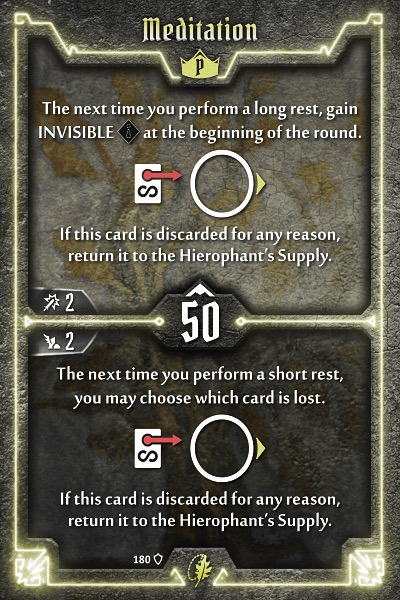 Meditation
P
The next time you perform a long rest, gain
INVISIBLE at the beginning of the round.
If this card is discarded for any reason,
return it to the Hierophant's Supply.
2
50
2
The next time you perform a short rest,
you may choose which card is lost.
If this card is discarded for any reason,
return it to the Hierophant's Supply.
180